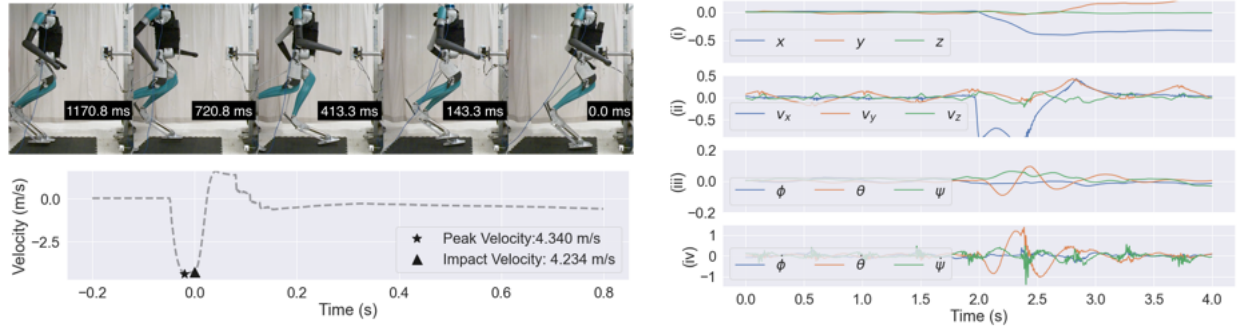 1170.8 ms
720.8 ms
413.3 ms
143.3 ms
0.0 ms
Velocity (m/s)
0.0
−2.5
Peak Velocity:4.340 m/s
Impact Velocity: 4.234 m/s
−0.2
0.0
0.2
0.4
0.6
0.8
Time (s)
(i)
0.0
−0.5
x y z
(ii)
0.5
0.0
−0.5
vₓ v_y v_z
(iii)
0.2
0.0
−0.2
ϕ θ ψ
(iv)
1
0
−1
ϕ̇ θ̇ ψ̇
0.0 0.5 1.0 1.5 2.0 2.5 3.0 3.5 4.0
Time (s)